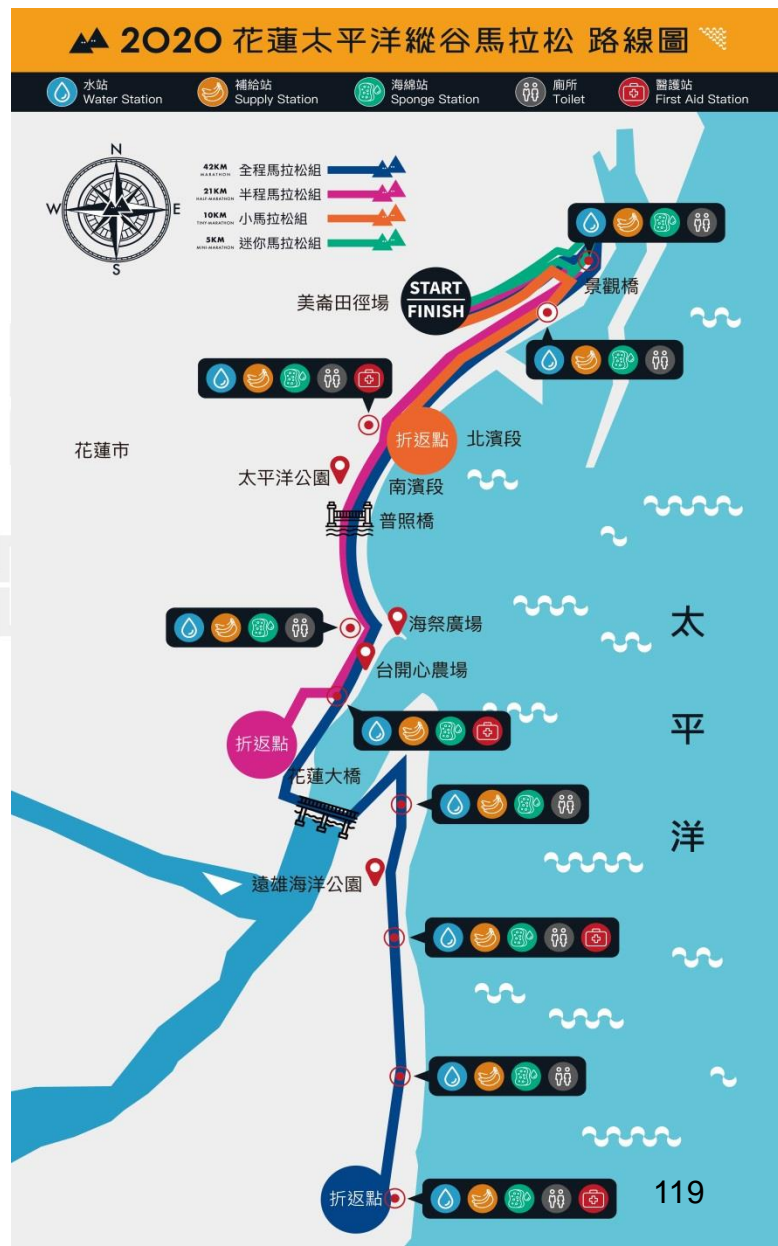 2020 花蓮太平洋縱谷馬拉松 路線圖
水站
Water Station
補給站
Supply Station
海綿站
Sponge Station
廁所
Toilet
醫護站
First Aid Station
N
W
E
S
42KM
MARATHON
全程馬拉松組
21KM
HALF-MARATHON
半程馬拉松組
10KM
TINY-MARATHON
小馬拉松組
5KM
MINI-MARATHON
迷你馬拉松組
美崙田徑場
START
FINISH
景觀橋
花蓮市
折返點
北濱段
太平洋公園
南濱段
普照橋
海祭廣場
台開心農場
太
平
洋
折返點
花蓮大橋
遠雄海洋公園
折返點
119